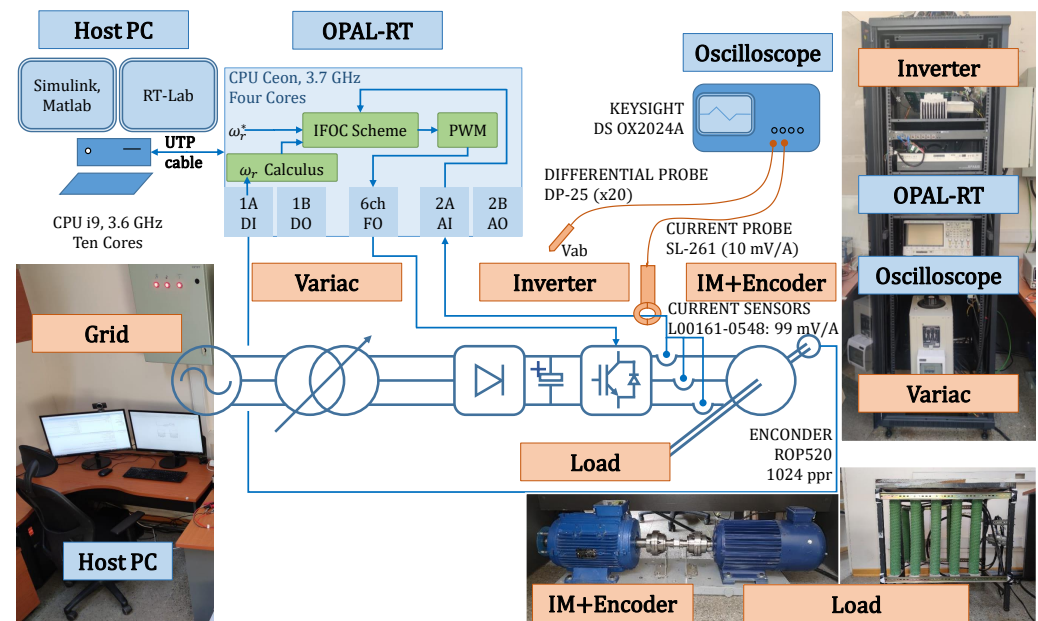 Host PC
OPAL-RT
Oscilloscope
Inverter
Simulink,
Matlab
RT-Lab
CPU Ceon, 3.7 GHz
Four Cores
ω*r
IFOC Scheme
PWM
ωr Calculus
UTP
cable
KEYSIGHT
DS OX2024A
CPU i9, 3.6 GHz
Ten Cores
1A
DI
1B
DO
6ch
FO
2A
AI
2B
AO
DIFFERENTIAL PROBE
DP-25 (x20)
Vab
CURRENT PROBE
SL-261 (10 mV/A)
OPAL-RT
Variac
Inverter
IM+Encoder
Oscilloscope
CURRENT SENSORS
L00161-0548: 99 mV/A
Grid
Variac
ENCONDER
ROP520
1024 ppr
Load
Host PC
IM+Encoder
Load